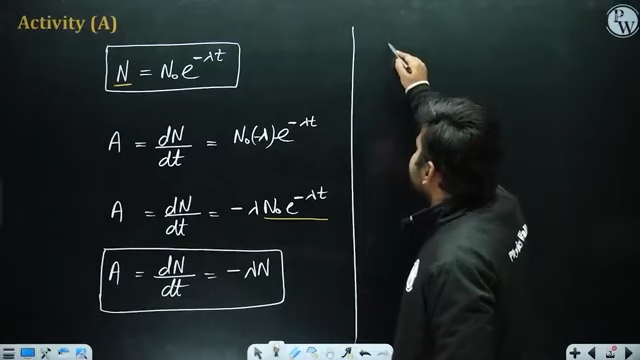 Activity (A)
PW
N = N₀e^−λt
A = dN/dt = N₀(−λ)e^−λt
A = dN/dt = −λN₀e^−λt
A = dN/dt = −λN